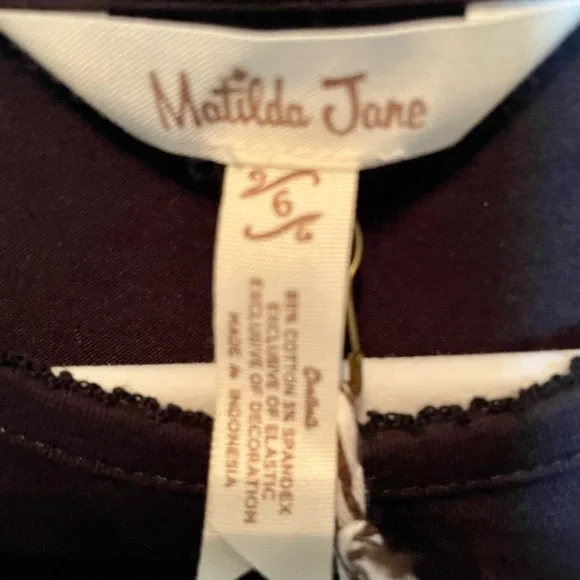 Matilda Jane
6
95% COTTON 5% SPANDEX
EXCLUSIVE OF ELASTIC
EXCLUSIVE OF DECORATION
MADE IN INDONESIA